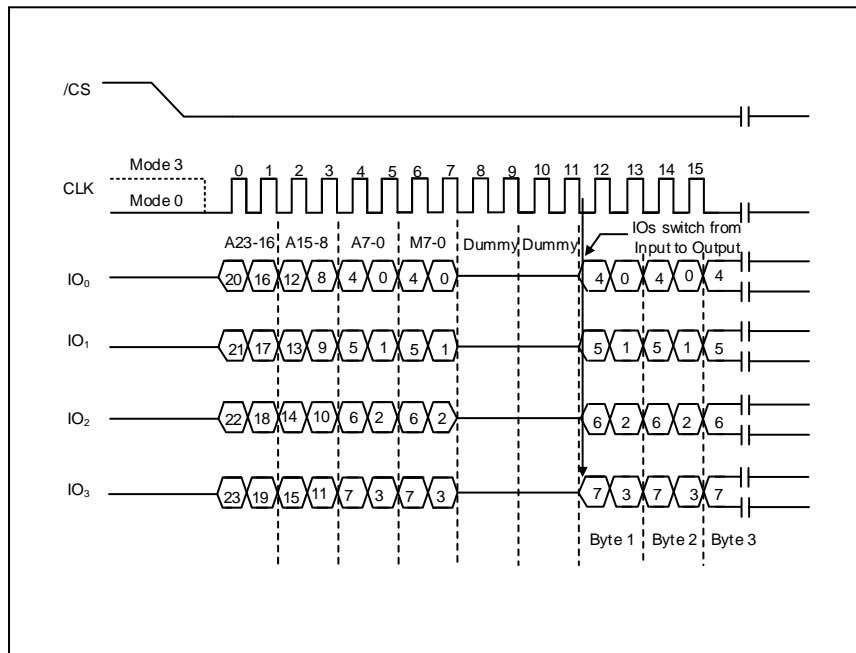 /CS
Mode 3
0 1 2 3 4 5 6 7 8 9 10 11 12 13 14 15
CLK
Mode 0
IOs switch from
A23-16 A15-8 A7-0 M7-0 Dummy Dummy Input to Output
IO₀ 20 16 12 8 4 0 4 0 4 0 4 0 4
IO₁ 21 17 13 9 5 1 5 1 5 1 5 1 5
IO₂ 22 18 14 10 6 2 6 2 6 2 6 2 6
IO₃ 23 19 15 11 7 3 7 3 7 3 7 3 7
Byte 1 Byte 2 Byte 3